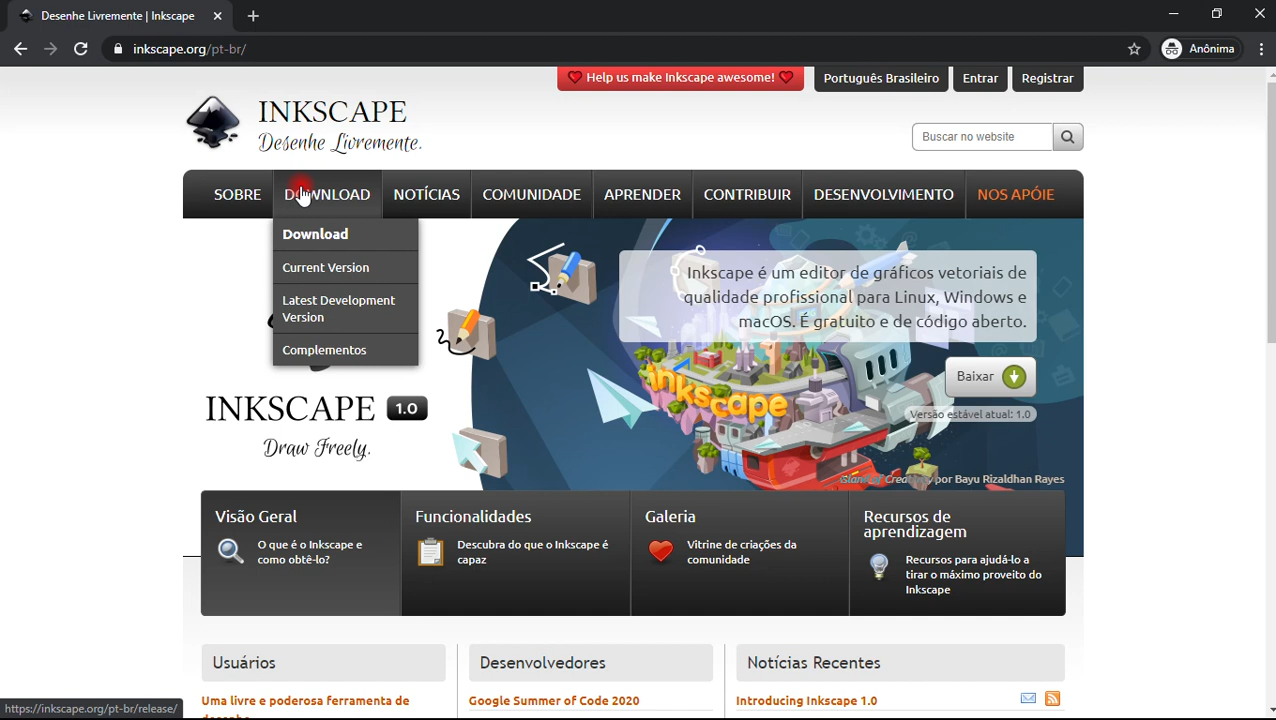 Desenhe Livremente | Inkscape
inkscape.org/pt-br/
Anônima
Help us make Inkscape awesome!
Português Brasileiro
Entrar
Registrar
INKSCAPE
Desenhe Livremente.
Buscar no website
SOBRE
DOWNLOAD
NOTÍCIAS
COMUNIDADE
APRENDER
CONTRIBUIR
DESENVOLVIMENTO
NOS APÓIE
Download
Current Version
Latest Development
Version
Complementos
Inkscape é um editor de gráficos vetoriais de
qualidade profissional para Linux, Windows e
macOS. É gratuito e de código aberto.
Baixar
Versão estável atual: 1.0
inkscape
INKSCAPE 1.0
Draw Freely.
por Bayu Rizaldhan Rayes
Visão Geral
O que é o Inkscape e
como obtê-lo?
Funcionalidades
Descubra do que o Inkscape é
capaz
Galeria
Vitrine de criações da
comunidade
Recursos de
aprendizagem
Recursos para ajudá-lo a
tirar o máximo proveito do
Inkscape
Usuários
Uma livre e poderosa ferramenta de
Desenvolvedores
Google Summer of Code 2020
Notícias Recentes
Introducing Inkscape 1.0
https://inkscape.org/pt-br/release/